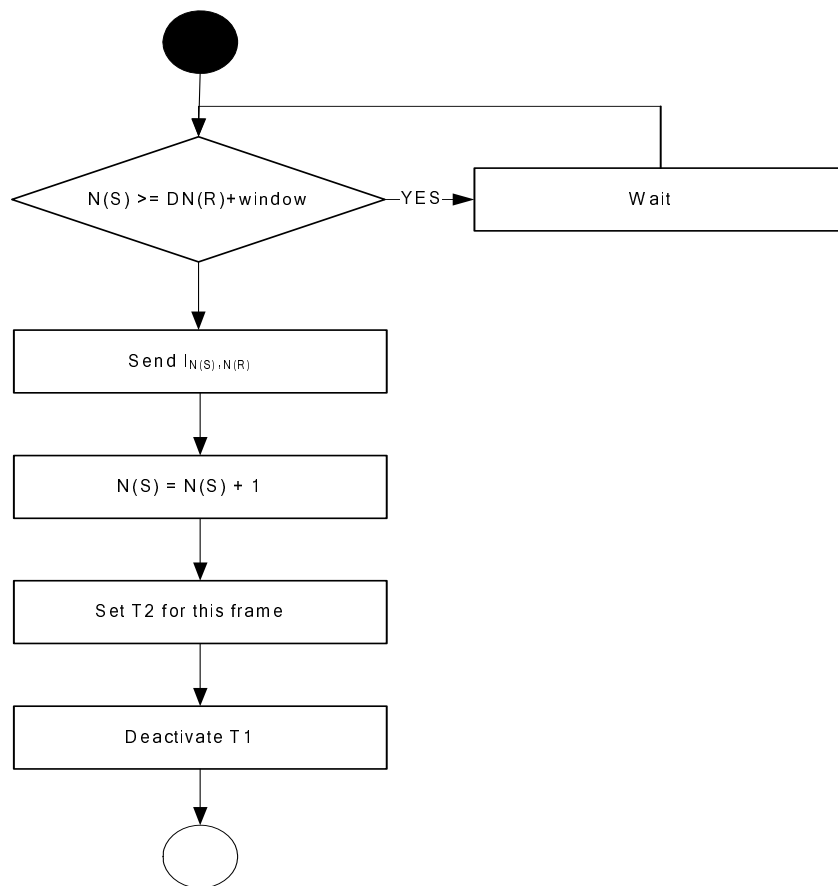 N(S) >= DN(R)+window
YES
Wait
Send I N(S),N(R)
N(S) = N(S) + 1
Set T2 for this frame
Deactivate T1